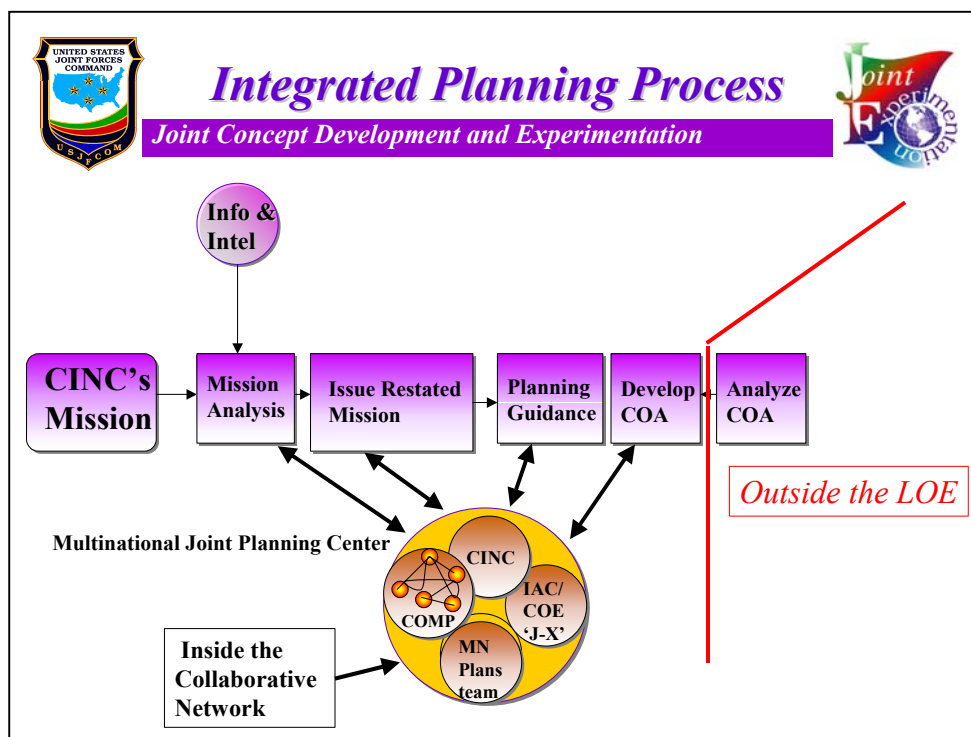 UNITED STATES
JOINT FORCES
COMMAND
USJFCOM
Integrated Planning Process
Joint Concept Development and Experimentation
Joint
Experimentation
Info &
Intel
CINC's
Mission
Mission
Analysis
Issue Restated
Mission
Planning
Guidance
Develop
COA
Analyze
COA
Outside the LOE
Multinational Joint Planning Center
CINC
COMP
IAC/
COE
‘J-X’
MN
Plans
team
Inside the
Collaborative
Network